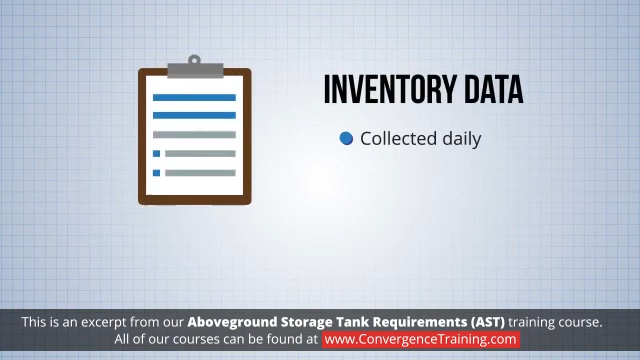 INVENTORY DATA
Collected daily
This is an excerpt from our Aboveground Storage Tank Requirements (AST) training course.
All of our courses can be found at www.ConvergenceTraining.com